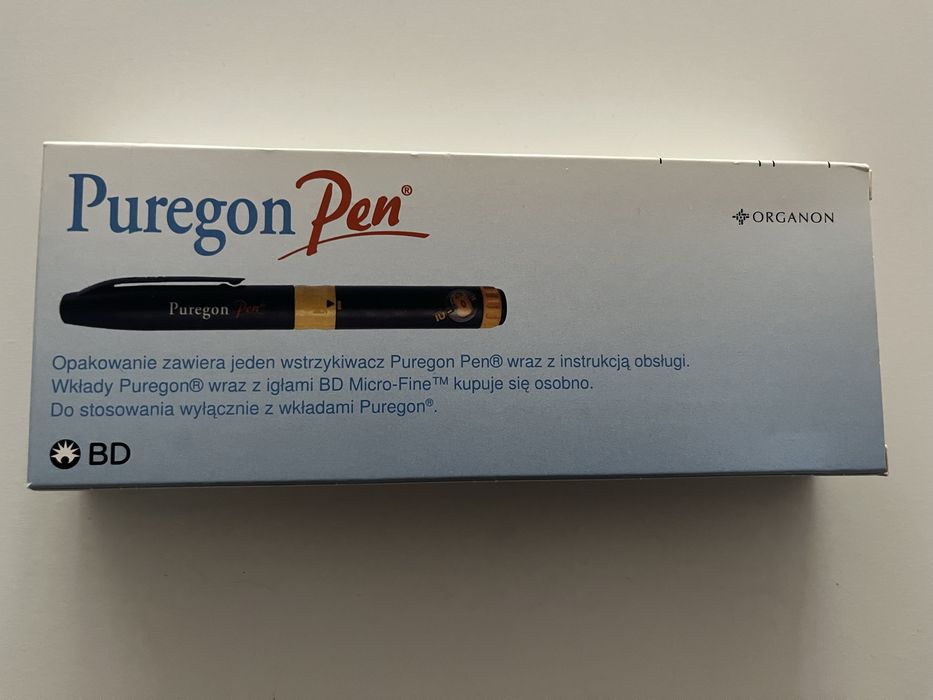 Puregon Pen®
ORGANON
Puregon Pen®
Opakowanie zawiera jeden wstrzykiwacz Puregon Pen® wraz z instrukcją obsługi.
Wkłady Puregon® wraz z igłami BD Micro-Fine™ kupuje się osobno.
Do stosowania wyłącznie z wkładami Puregon®.
BD